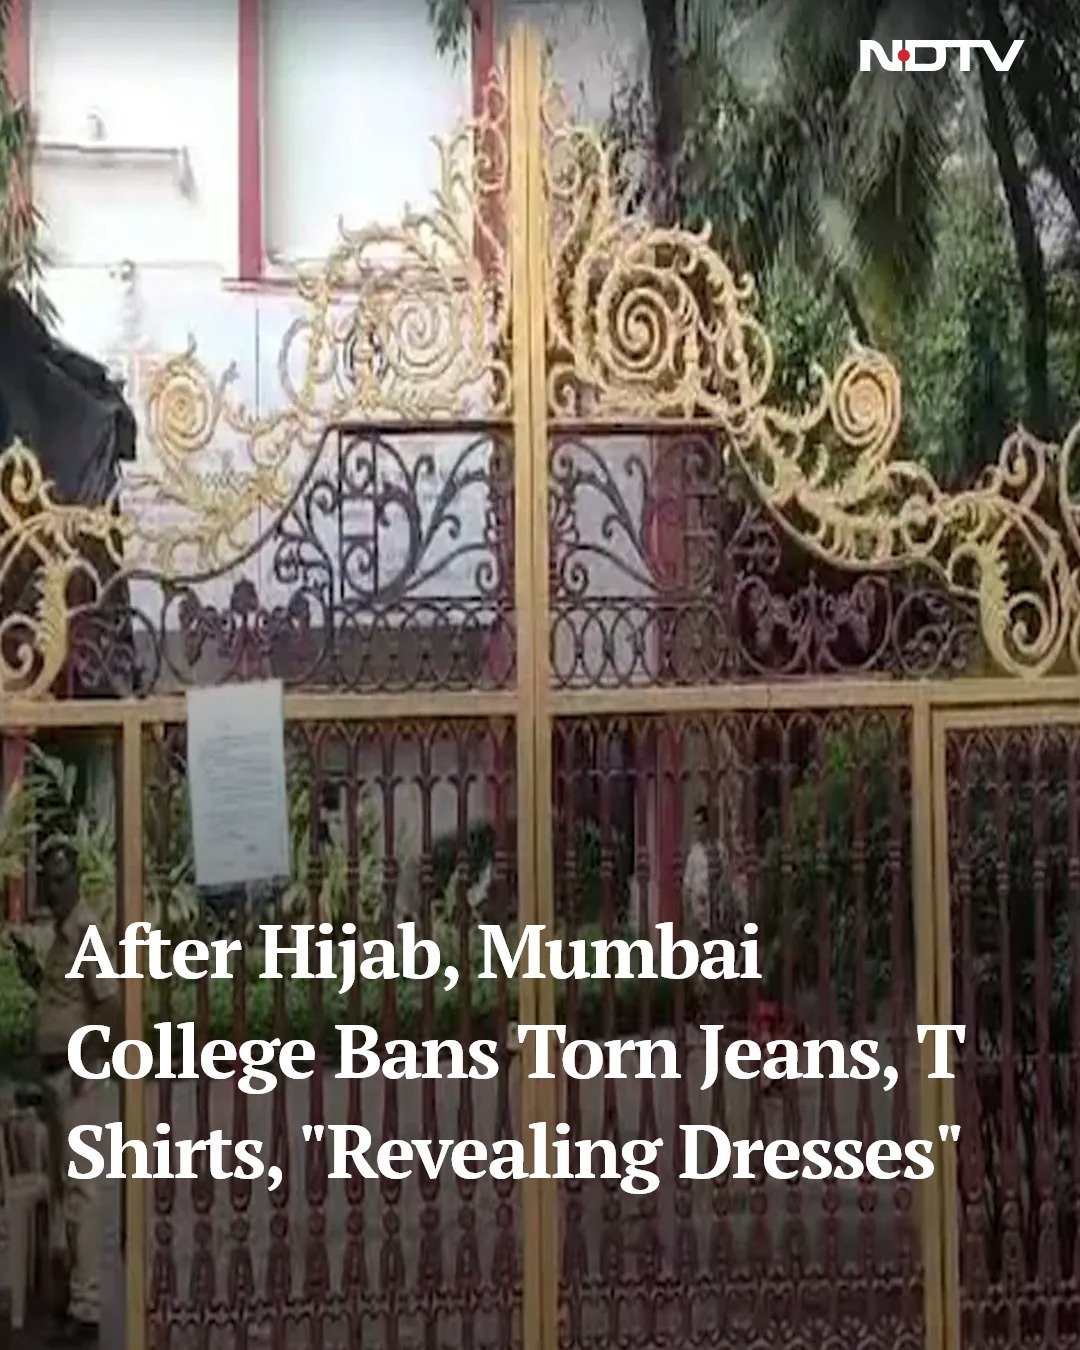 NDTV
After Hijab, Mumbai
College Bans Torn Jeans, T
Shirts, "Revealing Dresses"